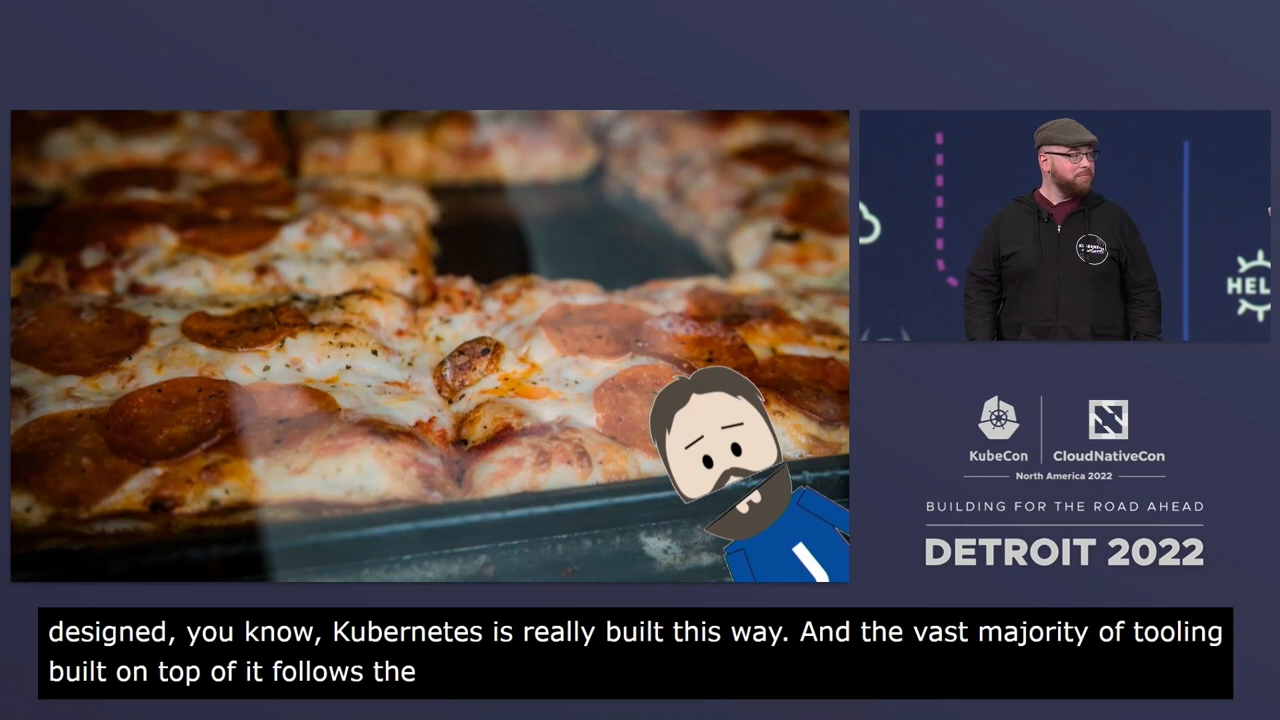 HEL
KubeCon
CloudNativeCon
North America 2022
BUILDING FOR THE ROAD AHEAD
DETROIT 2022
designed, you know, Kubernetes is really built this way. And the vast majority of tooling
built on top of it follows the